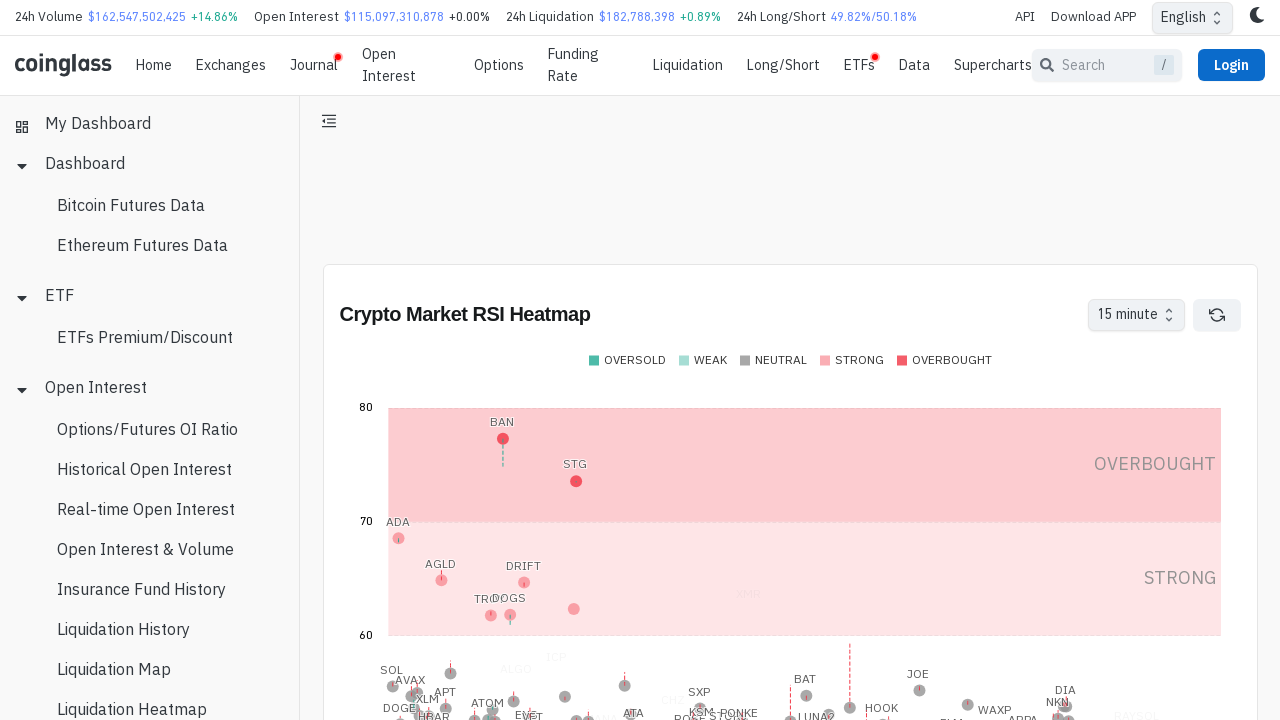 24h Volume $162,547,502,425 +14.86% Open Interest $115,097,310,878 +0.00% 24h Liquidation $182,788,398 +0.89% 24h Long/Short 49.82%/50.18% API Download APP English
coinglass Home Exchanges Journal Open Interest Options Funding Rate Liquidation Long/Short ETFs Data Supercharts Search / Login
My Dashboard
Dashboard
Bitcoin Futures Data
Ethereum Futures Data
ETF
ETFs Premium/Discount
Open Interest
Options/Futures OI Ratio
Historical Open Interest
Real-time Open Interest
Open Interest & Volume
Insurance Fund History
Liquidation History
Liquidation Map
Liquidation Heatmap
Crypto Market RSI Heatmap 15 minute
OVERSOLD WEAK NEUTRAL STRONG OVERBOUGHT
80
BAN
STG OVERBOUGHT
70
ADA
AGLD DRIFT
STRONG
DOGS
XMR
60
ICP
ALGO
SOL AVAX BAT JOE
XLM APT SXP DIA
ATOM NKN
DOGE HOOK WAXP
HBAR VET ATA KSM PONKE LUNA2